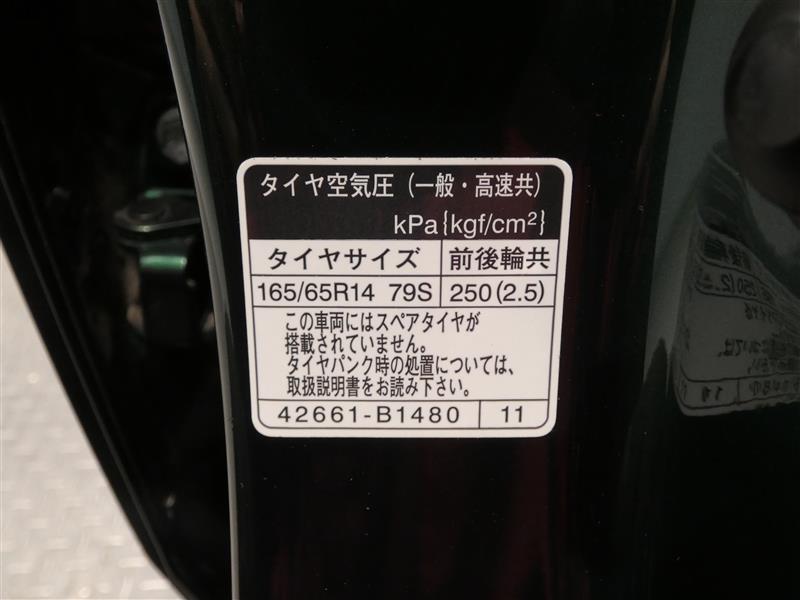 タイヤ空気圧（一般・高速共）
kPa{kgf/cm²}
タイヤサイズ 前後輪共
165/65R14 79S 250(2.5)
この車両にはスペアタイヤが
搭載されていません。
タイヤパンク時の処置については、
取扱説明書をお読み下さい。
42661-B1480 11